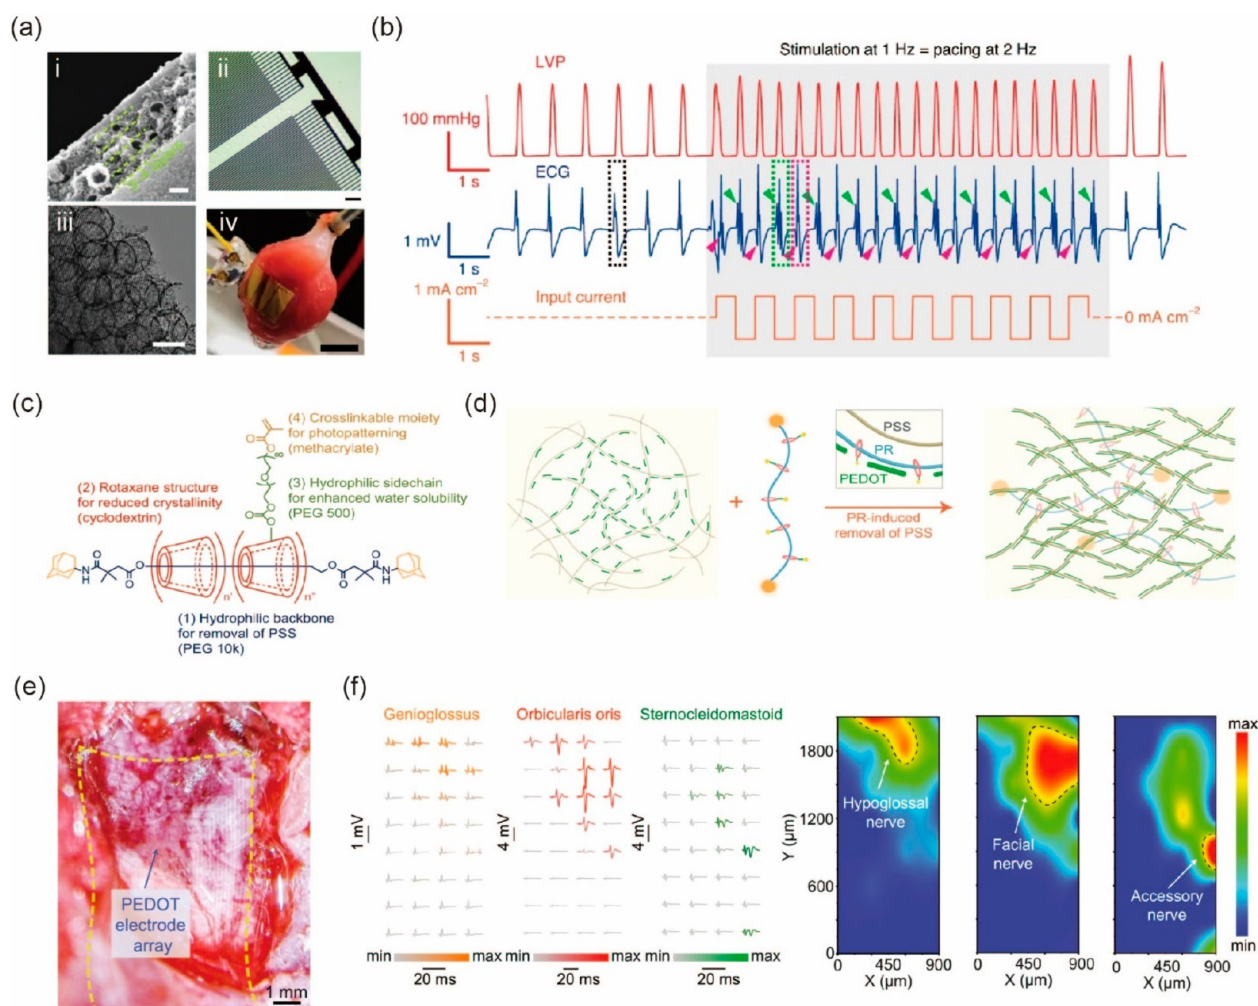 (a)
i
ii
iii
iv
(b)
Stimulation at 1 Hz = pacing at 2 Hz
LVP
100 mmHg
1 s
ECG
1 mV
1 s
1 mA cm⁻²
Input current
0 mA cm⁻²
1 s
(c)
(4) Crosslinkable moiety
for photopatterning
(methacrylate)
(3) Hydrophilic sidechain
for enhanced water solubility
(PEG 500)
(2) Rotaxane structure
for reduced crystallinity
(cyclodextrin)
O
O
8
O
O
O
O
N
H
O
O
O
n'
n"
O
O
O
N
H
(1) Hydrophilic backbone
for removal of PSS
(PEG 10k)
(d)
+
PSS
PR
PEDOT
PR-induced
removal of PSS
(e)
PEDOT
electrode
array
1 mm
(f)
Genioglossus
Orbicularis oris
Sternocleidomastoid
1 mV
4 mV
4 mV
min
max
min
max
min
max
20 ms
20 ms
20 ms
Y (µm)
1800
1200
600
0
Hypoglossal
nerve
Facial
nerve
Accessory
nerve
0 450 900
X (µm)
0 450 900
X (µm)
0 450 900
X (µm)
max
min